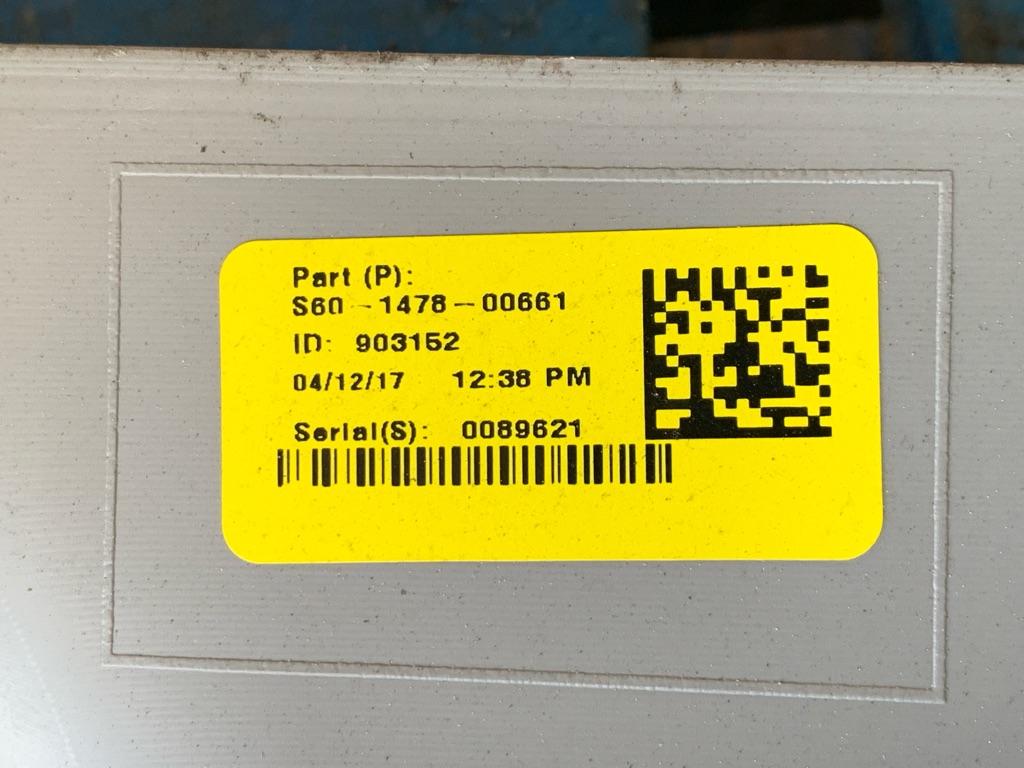 Part (P):
S60-1478-00661
ID: 903152
04/12/17 12:38 PM
Serial(S): 0089621